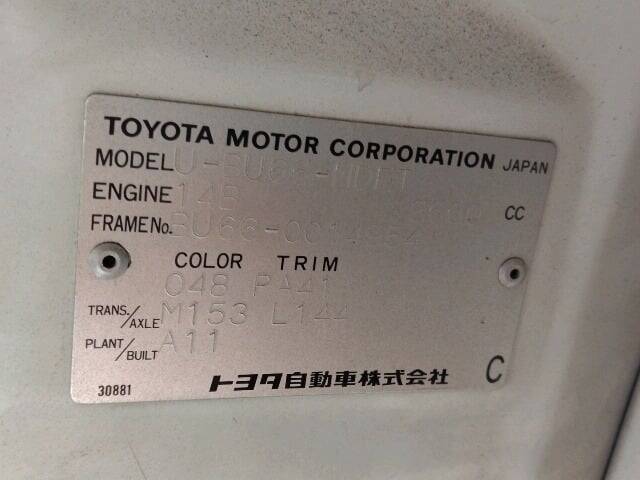 TOYOTA MOTOR CORPORATION JAPAN
MODEL
ENGINE 14B CC
FRAME No.
COLOR TRIM
048 PA41
TRANS./AXLE M153 L144
PLANT/BUILT A11
30881 トヨタ自動車株式会社 C